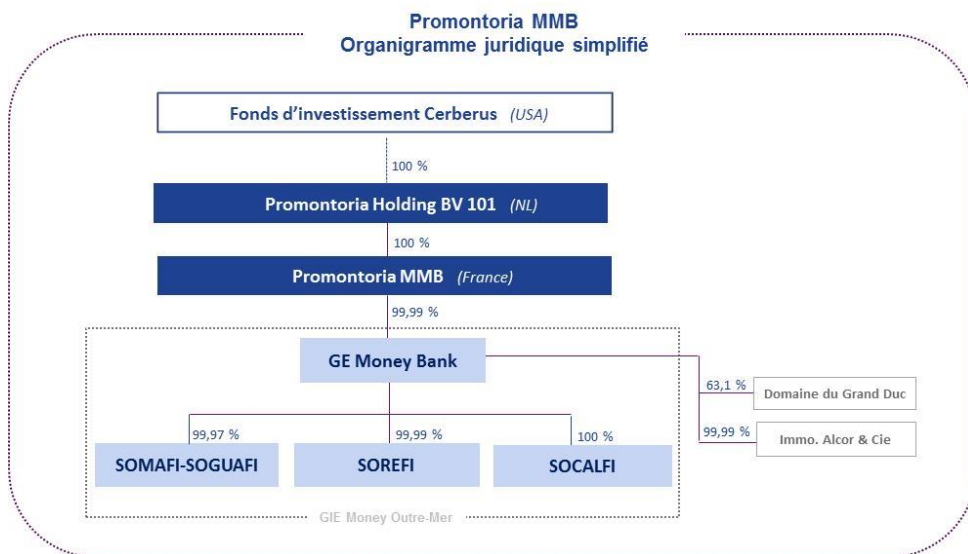 Promontoria MMB
Organigramme juridique simplifié
Fonds d'investissement Cerberus (USA)
100 %
Promontoria Holding BV 101 (NL)
100 %
Promontoria MMB (France)
99,99 %
GE Money Bank
63,1 %
Domaine du Grand Duc
99,99 %
Immo. Alcor & Cie
99,97 %
99,99 %
100 %
SOMAFI-SOGUAFI
SOREFI
SOCALFI
GIE Money Outre-Mer